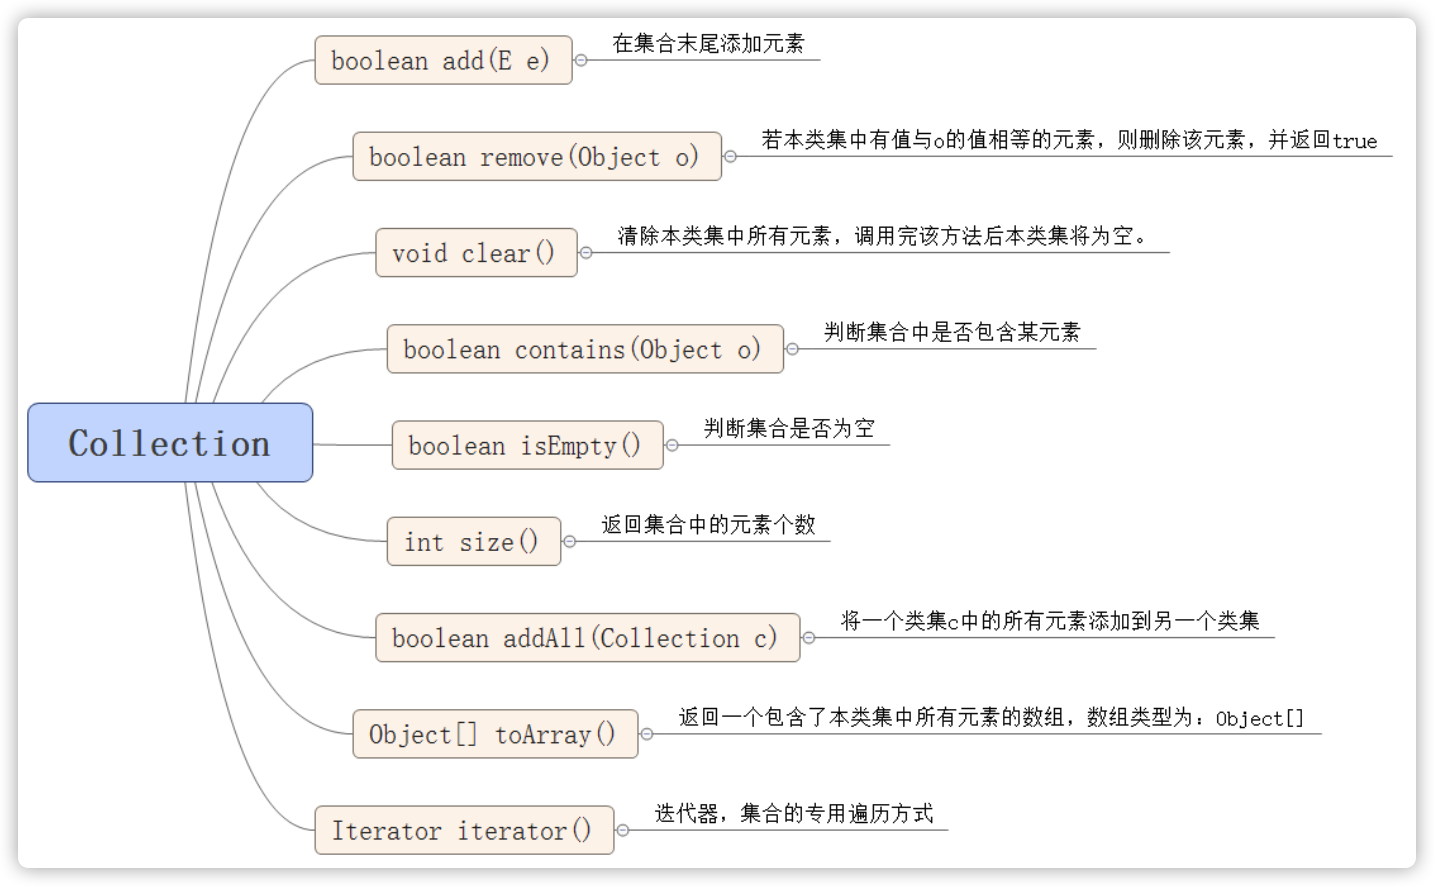 boolean add(E e)
在集合末尾添加元素
boolean remove(Object o)
若本类集中有值与o的值相等的元素，则删除该元素，并返回true
void clear()
清除本类集中所有元素，调用完该方法后本类集将为空。
boolean contains(Object o)
判断集合中是否包含某元素
Collection
boolean isEmpty()
判断集合是否为空
int size()
返回集合中的元素个数
boolean addAll(Collection c)
将一个类集c中的所有元素添加到另一个类集
Object[] toArray()
返回一个包含了本类集中所有元素的数组，数组类型为：Object[]
Iterator iterator()
迭代器，集合的专用遍历方式